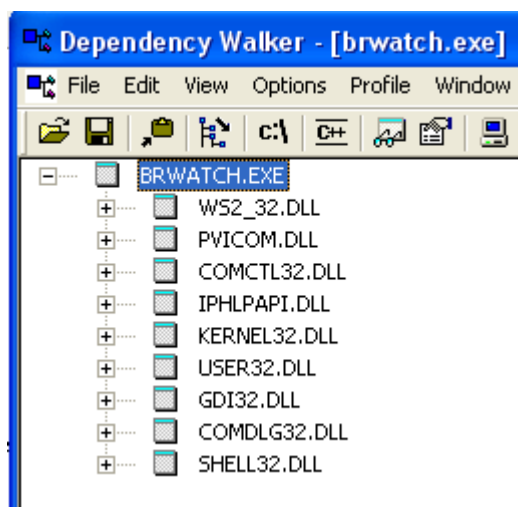 Dependency Walker - [brwatch.exe]
File Edit View Options Profile Window
C:\ C++
BRWATCH.EXE
WS2_32.DLL
PVICOM.DLL
COMCTL32.DLL
IPHLPAPI.DLL
KERNEL32.DLL
USER32.DLL
GDI32.DLL
COMDLG32.DLL
SHELL32.DLL